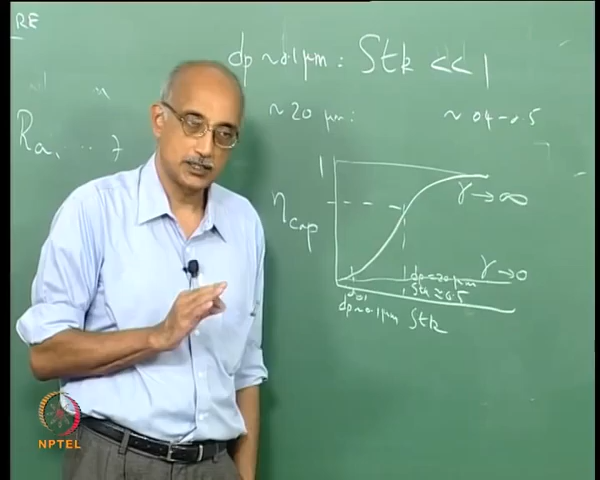 RE
dp ~ 0.1 μm : Stk << 1
~ 20 μm : ~ 0.4 - 0.5
1
η cap
γ → ∞
γ → 0
dp ~ 20 μm
Stk ≈ 0.5
dp ~ 0.1 μm Stk
NPTEL